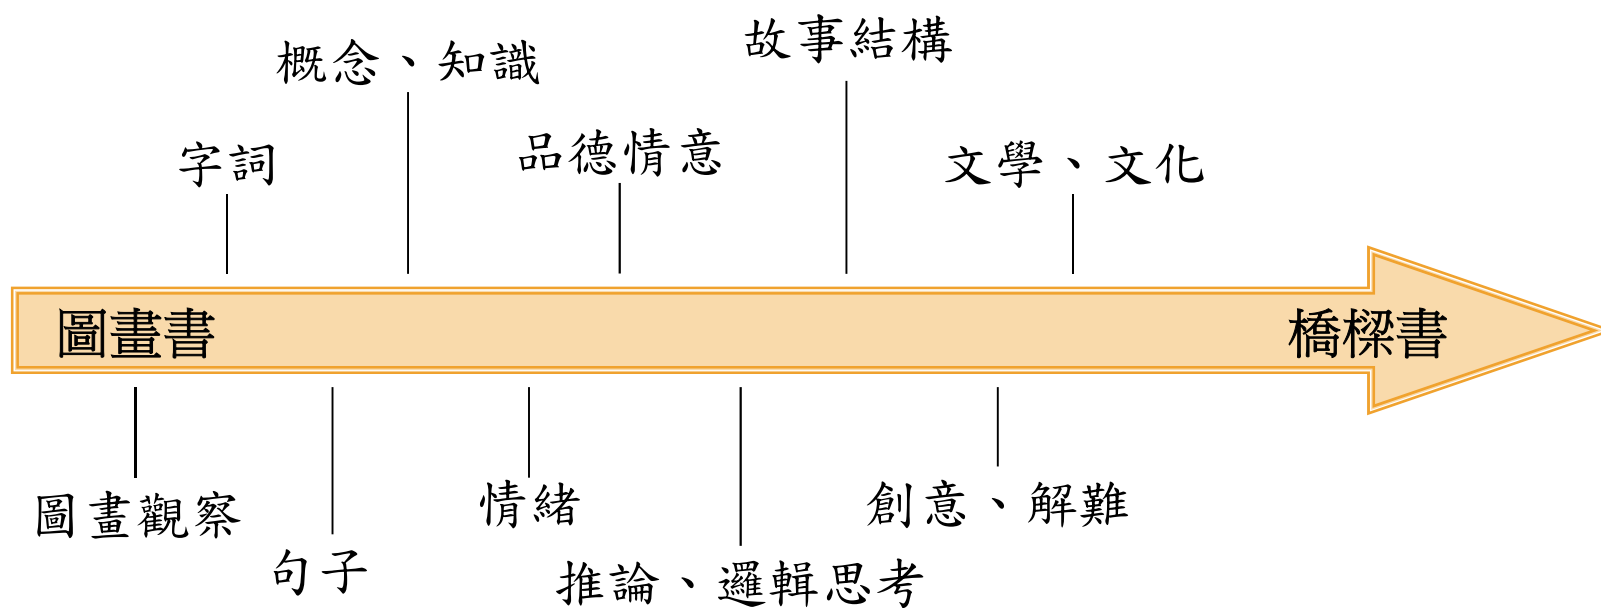 故事結構
概念、知識
品德情意
字詞
文學、文化
圖畫書
橋樑書
圖畫觀察
情緒
創意、解難
句子
推論、邏輯思考